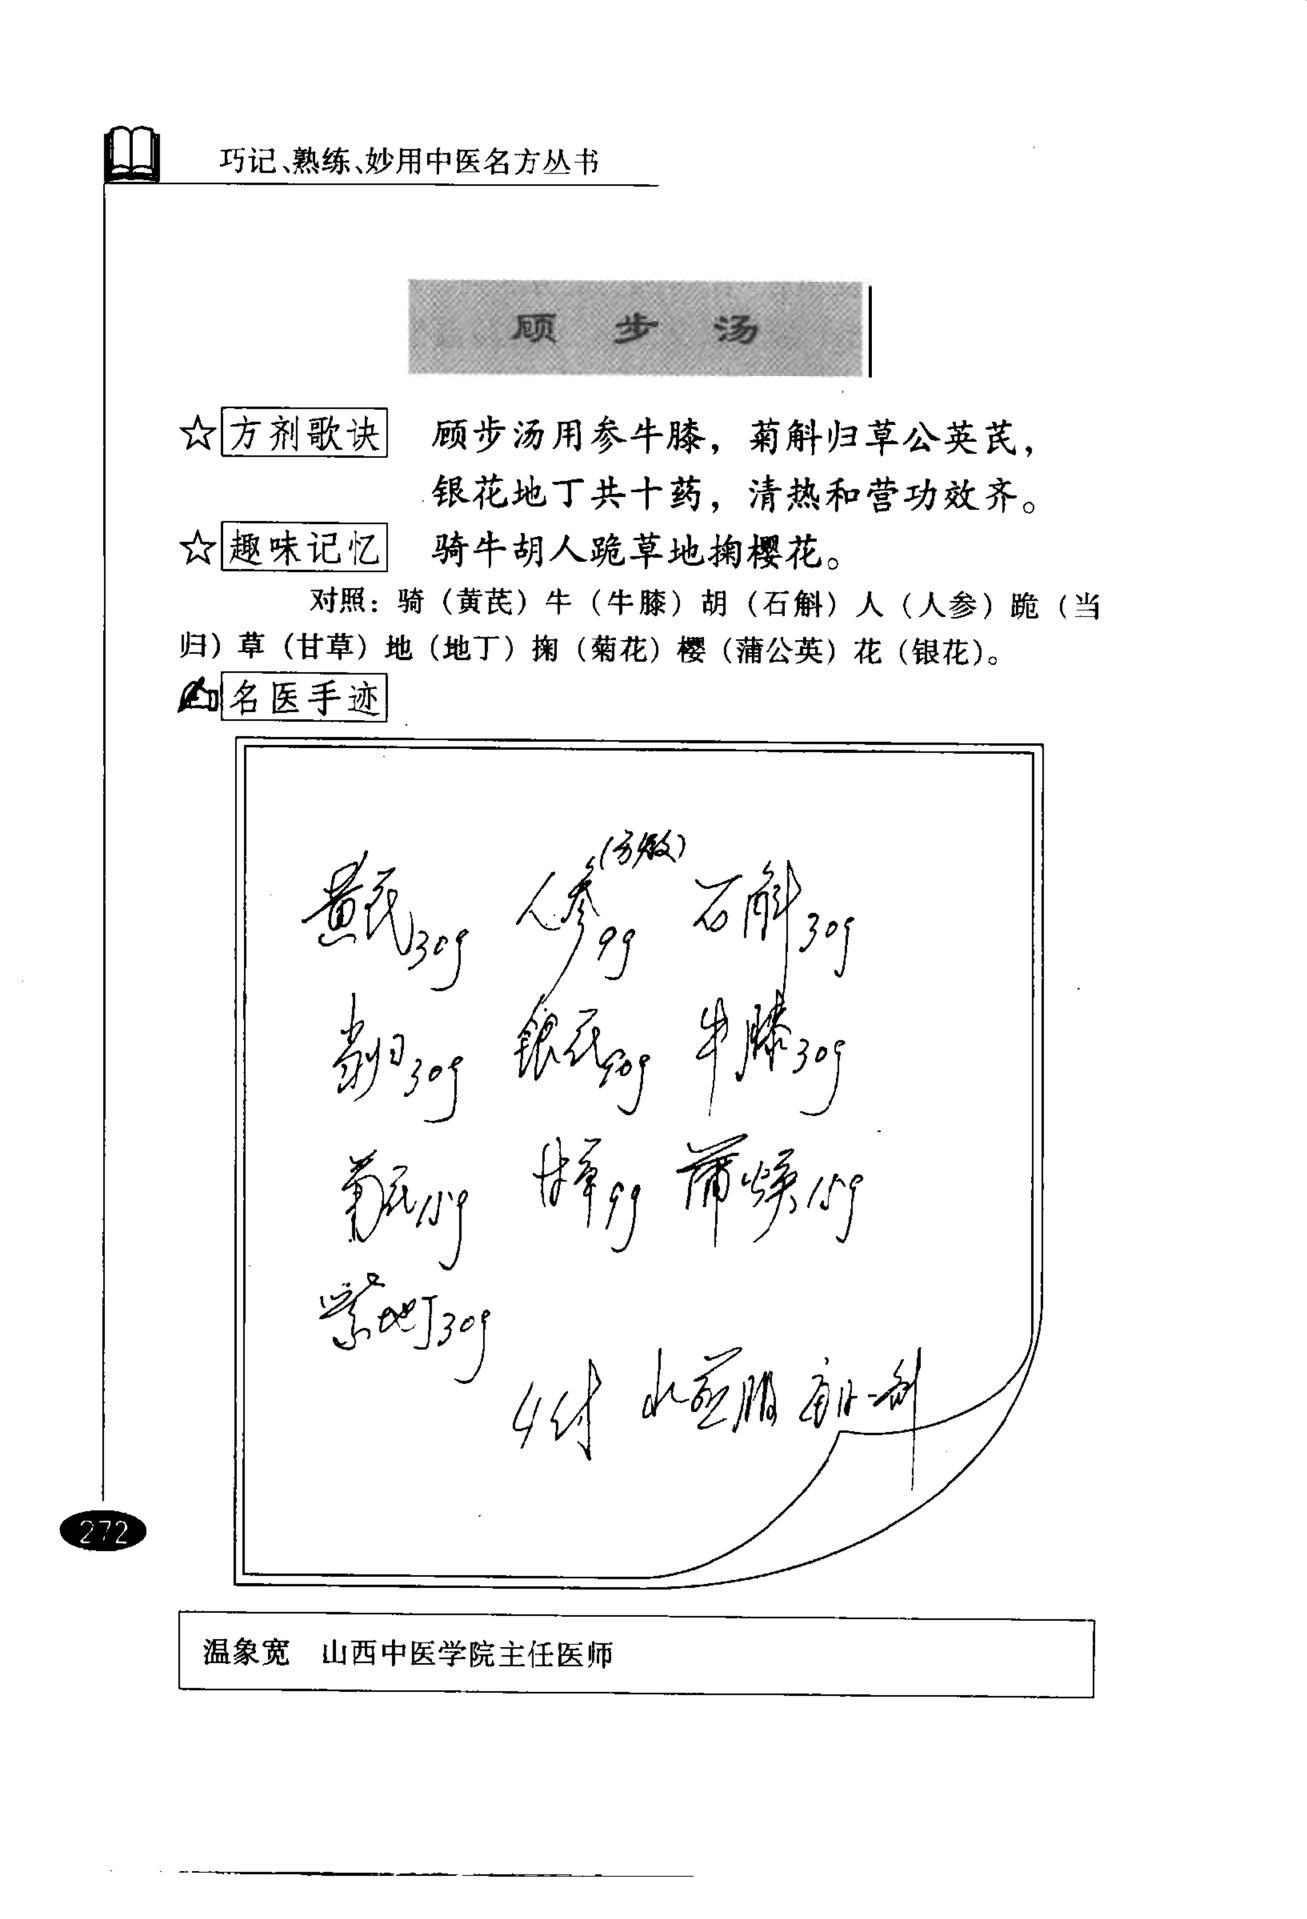 巧记、熟练、妙用中医名方丛书
顾步汤
☆方剂歌诀 顾步汤用参牛膝，菊斛归草公英芪，
银花地丁共十药，清热和营功效齐。
☆趣味记忆 骑牛胡人跪草地掬樱花。
对照：骑（黄芪）牛（牛膝）胡（石斛）人（人参）跪（当
归）草（甘草）地（地丁）掬（菊花）樱（蒲公英）花（银花）。
名医手迹
黄芪30g 人参(另煎)9g 石斛30g
当归30g 银花90g 牛膝30g
菊花15g 甘草9g 蒲公英15g
紫地丁30g
4付 水煎服 每日一剂
272
温象宽 山西中医学院主任医师